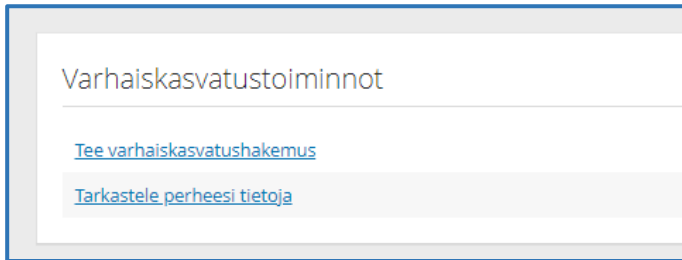 Varhaiskasvatustoiminnot
Tee varhaiskasvatushakemus
Tarkastele perheesi tietoja